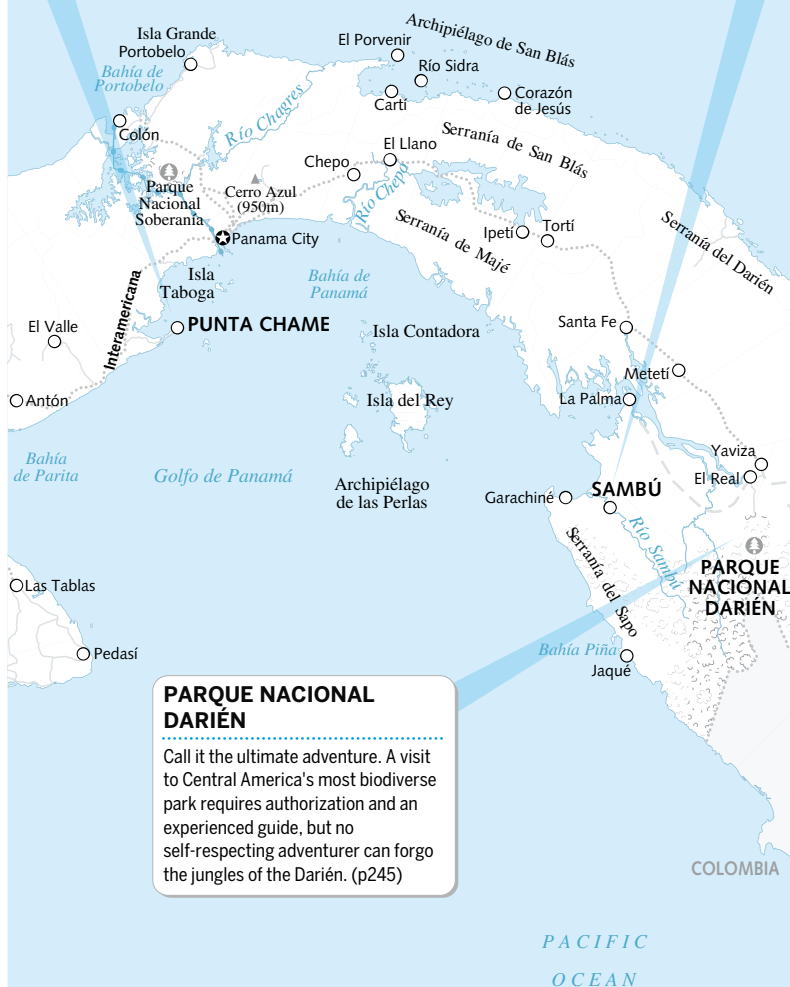 Archipiélago de San Blás
Isla Grande
Portobelo
El Porvenir
Bahía de
Portobelo
Río Sidra
Cartí
Corazón
de Jesús
Río Chagres
Colón
Serranía de San Blás
El Llano
Chepo
Parque
Nacional
Soberanía
Cerro Azul
(950m)
Río Chepo
Serranía de Majé
Ipetí
Tortí
Serranía del Darién
Panama City
Isla
Taboga
Bahía de
Panamá
Interamericana
El Valle
PUNTA CHAME
Isla Contadora
Santa Fe
Metetí
Antón
Isla del Rey
La Palma
Bahía
de Parita
Golfo de Panamá
Archipiélago
de las Perlas
Yaviza
El Real
Garachiné
SAMBÚ
Río Sambú
Serranía del Sapo
PARQUE
NACIONAL
DARIÉN
Las Tablas
Pedasí
Bahía Piña
Jaqué
PARQUE NACIONAL
DARIÉN
Call it the ultimate adventure. A visit
to Central America's most biodiverse
park requires authorization and an
experienced guide, but no
self-respecting adventurer can forgo
the jungles of the Darién. (p245)
COLOMBIA
PACIFIC
OCEAN